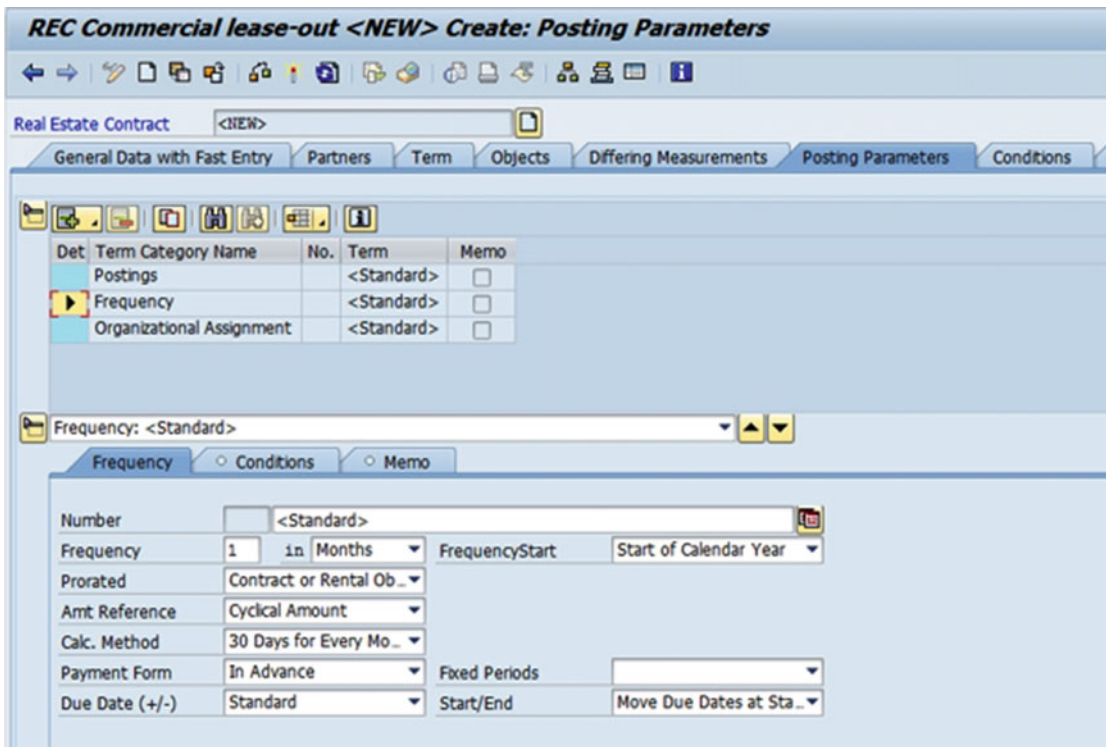 REC Commercial lease-out <NEW> Create: Posting Parameters
Real Estate Contract <NEW>
General Data with Fast Entry Partners Term Objects Differing Measurements Posting Parameters Conditions
Det Term Category Name No. Term Memo
Postings <Standard>
Frequency <Standard>
Organizational Assignment <Standard>
Frequency: <Standard>
Frequency Conditions Memo
Number <Standard>
Frequency 1 in Months FrequencyStart Start of Calendar Year
Prorated Contract or Rental Ob...
Amt Reference Cyclical Amount
Calc. Method 30 Days for Every Mo...
Payment Form In Advance Fixed Periods
Due Date (+/-) Standard Start/End Move Due Dates at Sta...